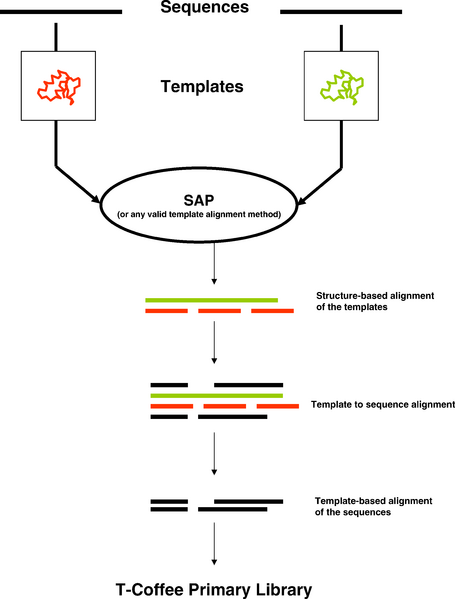 Sequences
Templates
SAP
(or any valid template alignment method)
Structure-based alignment
of the templates
Template to sequence alignment
Template-based alignment
of the sequences
T-Coffee Primary Library